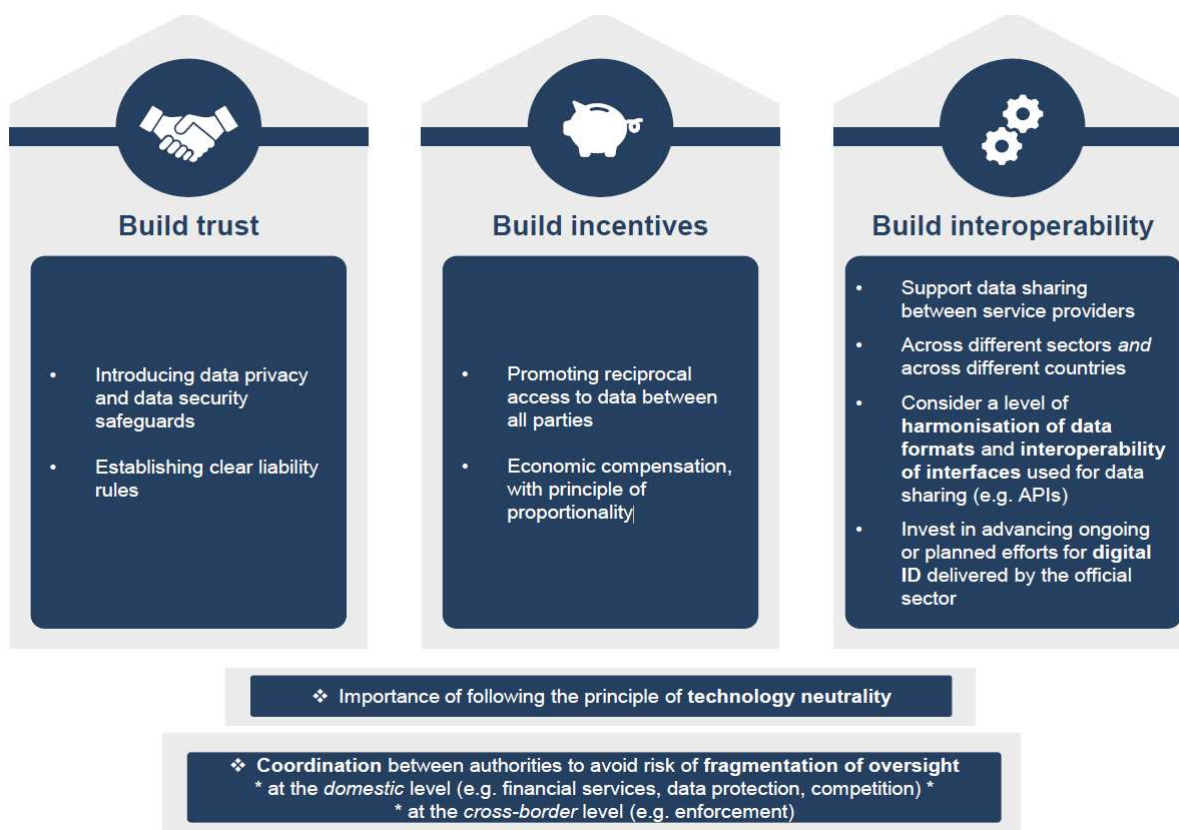 Build trust
• Introducing data privacy
and data security
safeguards
• Establishing clear liability
rules
Build incentives
• Promoting reciprocal
access to data between
all parties
• Economic compensation,
with principle of
proportionality
Build interoperability
• Support data sharing
between service providers
• Across different sectors and
across different countries
• Consider a level of
harmonisation of data
formats and interoperability
of interfaces used for data
sharing (e.g. APIs)
• Invest in advancing ongoing
or planned efforts for digital
ID delivered by the official
sector
❖ Importance of following the principle of technology neutrality
❖ Coordination between authorities to avoid risk of fragmentation of oversight
* at the domestic level (e.g. financial services, data protection, competition) *
* at the cross-border level (e.g. enforcement)